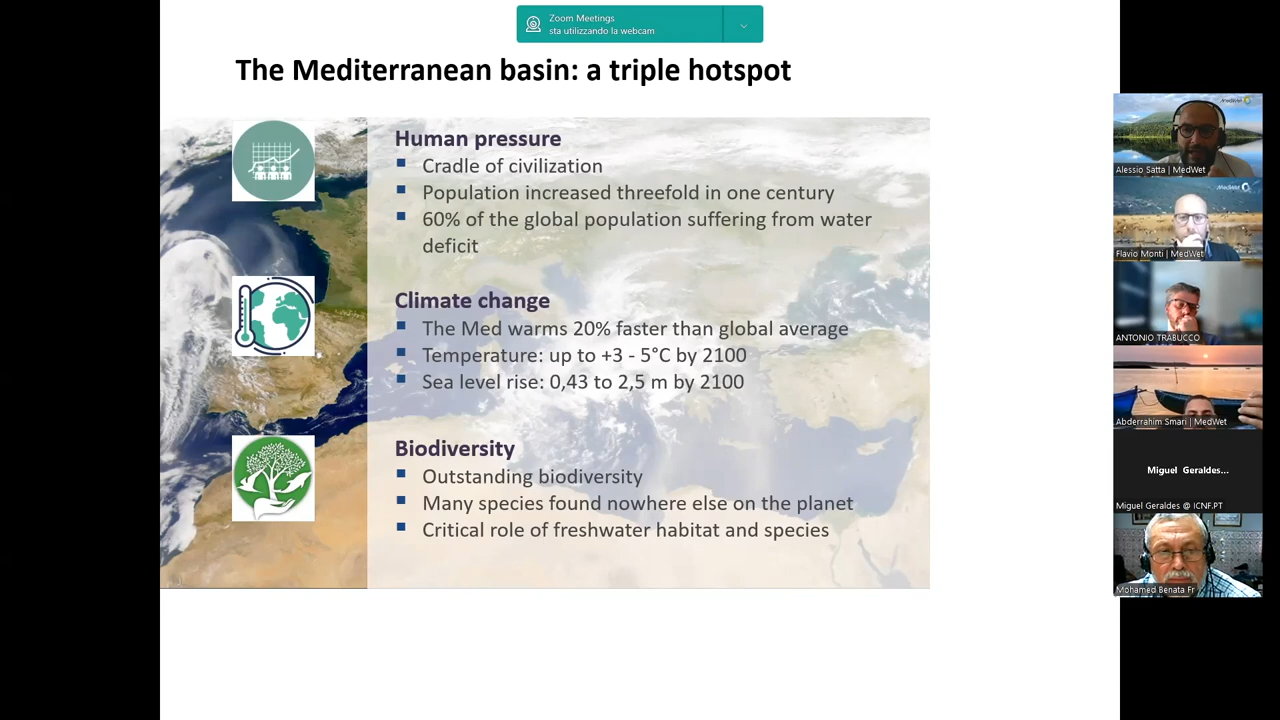 Zoom Meetings
sta utilizzando la webcam
The Mediterranean basin: a triple hotspot
Human pressure
Cradle of civilization
Population increased threefold in one century
60% of the global population suffering from water
deficit
Climate change
The Med warms 20% faster than global average
Temperature: up to +3 - 5°C by 2100
Sea level rise: 0,43 to 2,5 m by 2100
Biodiversity
Outstanding biodiversity
Many species found nowhere else on the planet
Critical role of freshwater habitat and species
MedWet
Alessio Satta | MedWet
MedWet
Flavio Monti | MedWet
ANTONIO TRABUCCO
Abderrahim Smari | MedWet
Miguel Geraldes...
Miguel Geraldes @ ICNF.PT
Mohamed Benata Fr